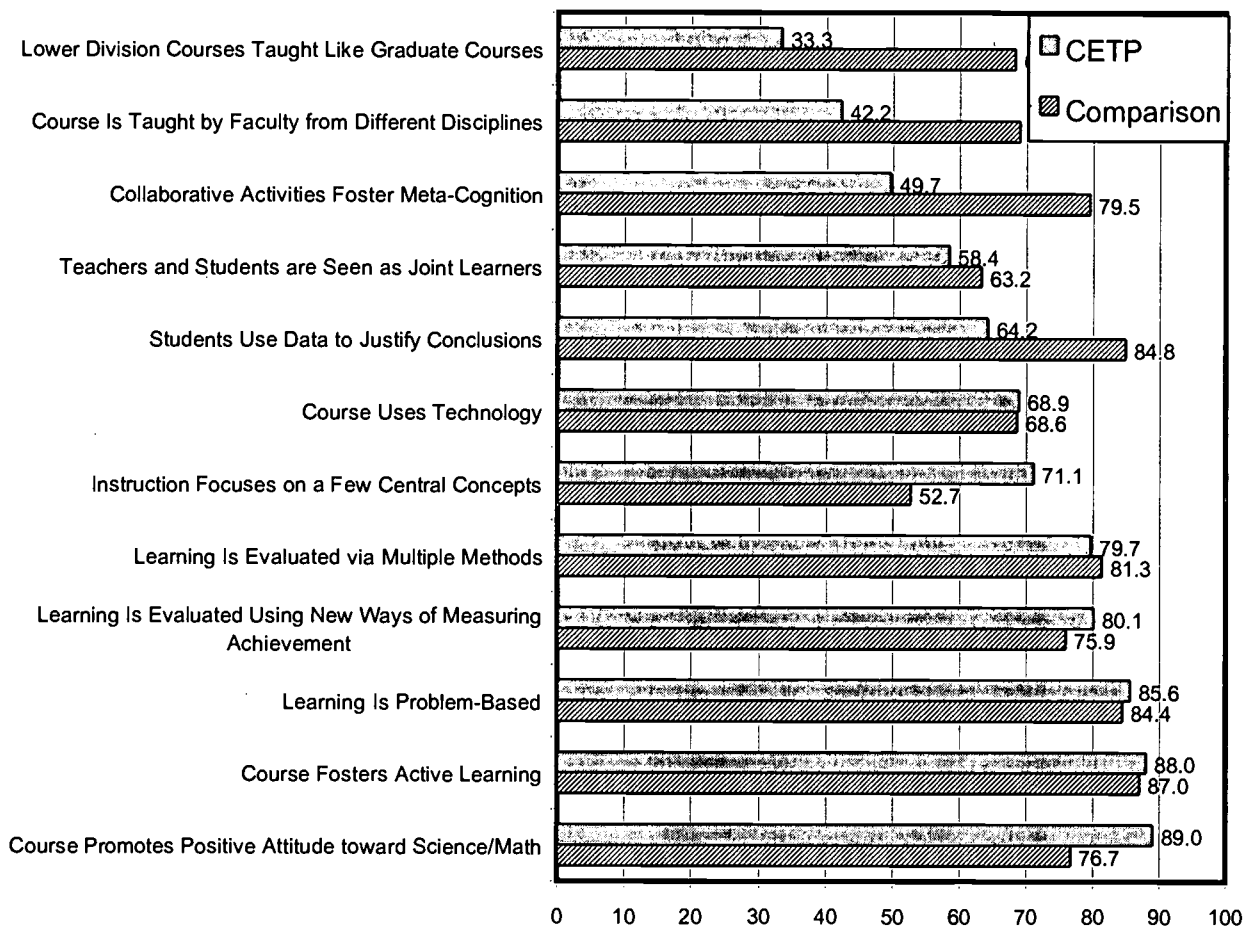 Lower Division Courses Taught Like Graduate Courses
33.3
CETP
Comparison
Course Is Taught by Faculty from Different Disciplines
42.2
Collaborative Activities Foster Meta-Cognition
49.7
79.5
Teachers and Students are Seen as Joint Learners
58.4
63.2
Students Use Data to Justify Conclusions
64.2
84.8
Course Uses Technology
68.9
68.6
Instruction Focuses on a Few Central Concepts
71.1
52.7
Learning Is Evaluated via Multiple Methods
79.7
81.3
Learning Is Evaluated Using New Ways of Measuring
Achievement
80.1
75.9
Learning Is Problem-Based
85.6
84.4
Course Fosters Active Learning
88.0
87.0
Course Promotes Positive Attitude toward Science/Math
89.0
76.7
0 10 20 30 40 50 60 70 80 90 100